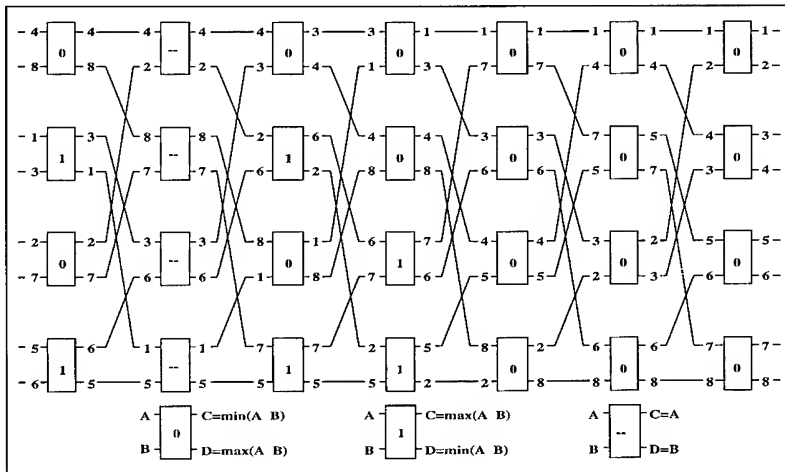 4 4 4 4 4 3 3 1 1 1 1 1 1 1
0 -- 0 0 0 0 0
8 8 2 2 3 4 1 3 7 7 4 4 2 2
1 3 8 8 2 6 4 4 3 3 7 5 4 3
1 -- 1 0 0 0 0
3 1 7 7 6 2 8 8 6 6 5 7 3 4
2 2 3 3 8 1 6 7 4 4 3 2 5 5
0 -- 0 1 0 0 0
7 7 6 6 1 8 7 6 5 5 2 3 6 6
5 6 1 1 7 7 2 5 8 2 6 6 7 7
1 -- 1 1 0 0 0
6 5 5 5 5 5 5 2 2 8 8 8 8 8
A C=min(A B) A C=max(A B) A C=A
0 1 --
B D=max(A B) B D=min(A B) B D=B